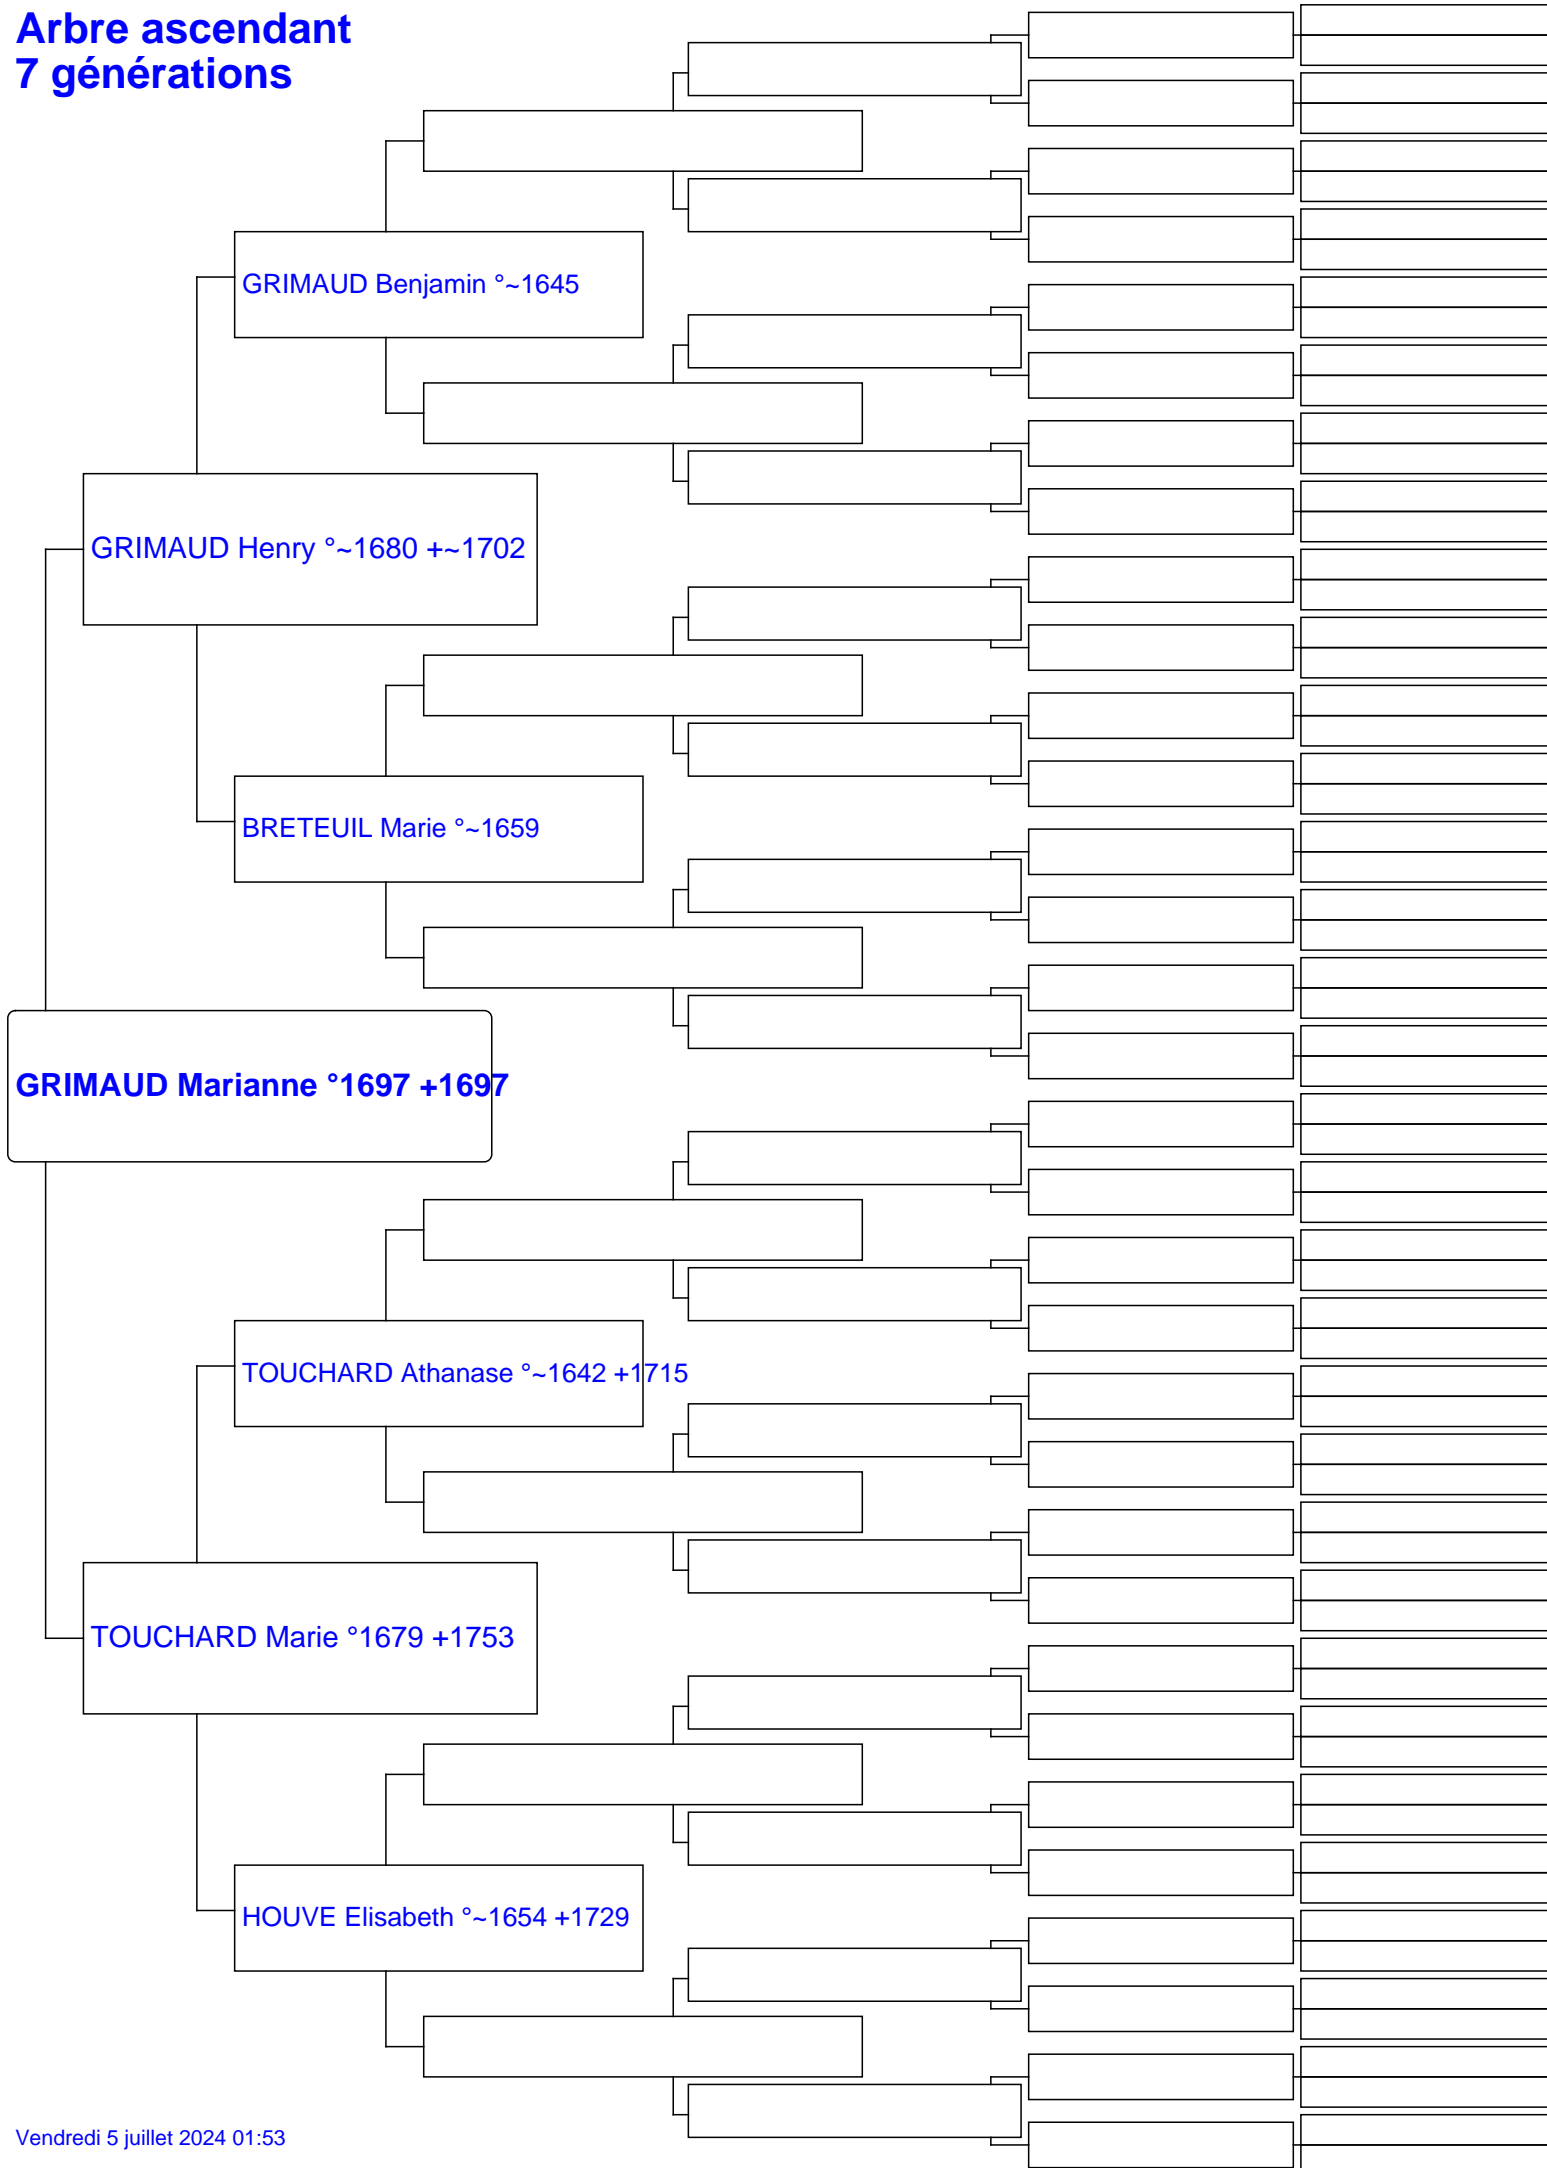 Arbre ascendant
7 générations
GRIMAUD Benjamin °~1645
GRIMAUD Henry °~1680 +~1702
BRETEUIL Marie °~1659
GRIMAUD Marianne °1697 +1697
TOUCHARD Athanase °~1642 +1715
TOUCHARD Marie °1679 +1753
HOUVE Elisabeth °~1654 +1729
Vendredi 5 juillet 2024 01:53